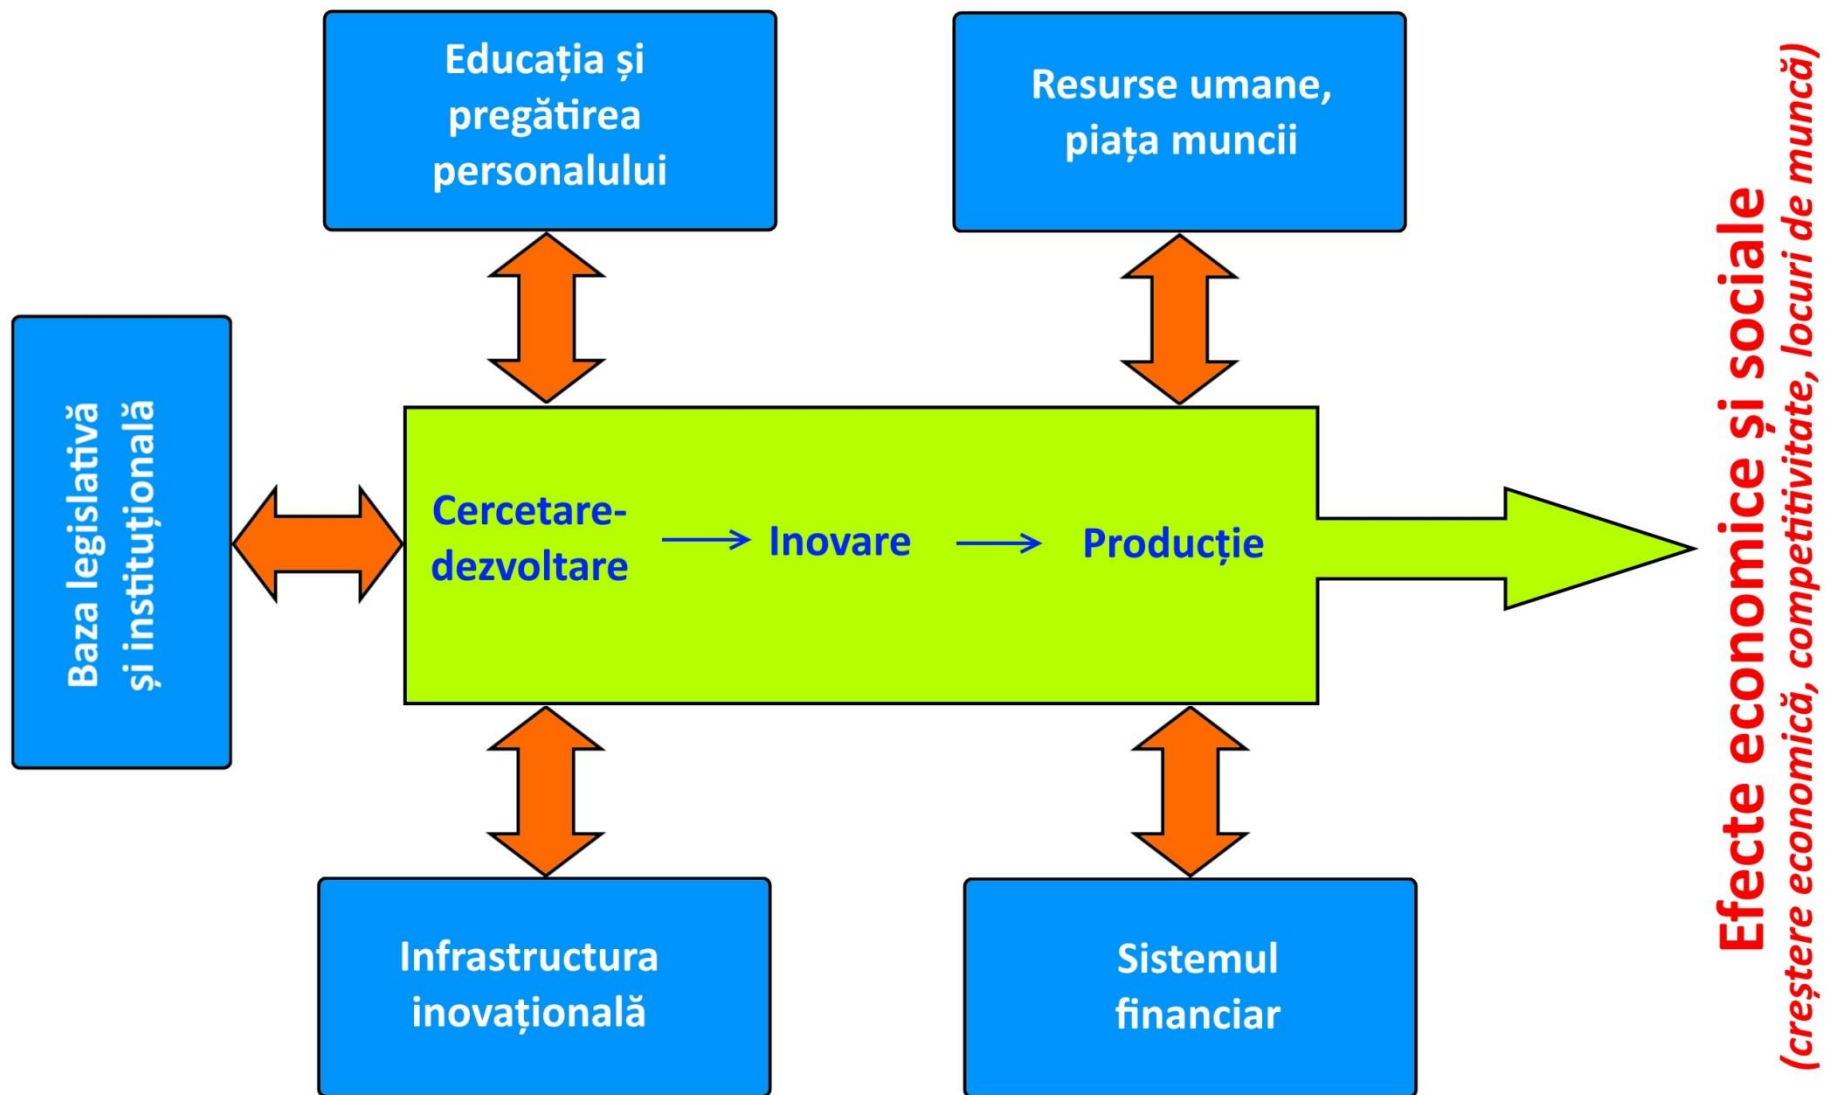 Educația și
pregătirea
personalului
Resurse umane,
piața muncii
Baza legislativă
și instituțională
Cercetare-
dezvoltare
Inovare
Producție
Infrastructura
inovațională
Sistemul
financiar
Efecte economice și sociale
(creștere economică, competitivitate, locuri de muncă)